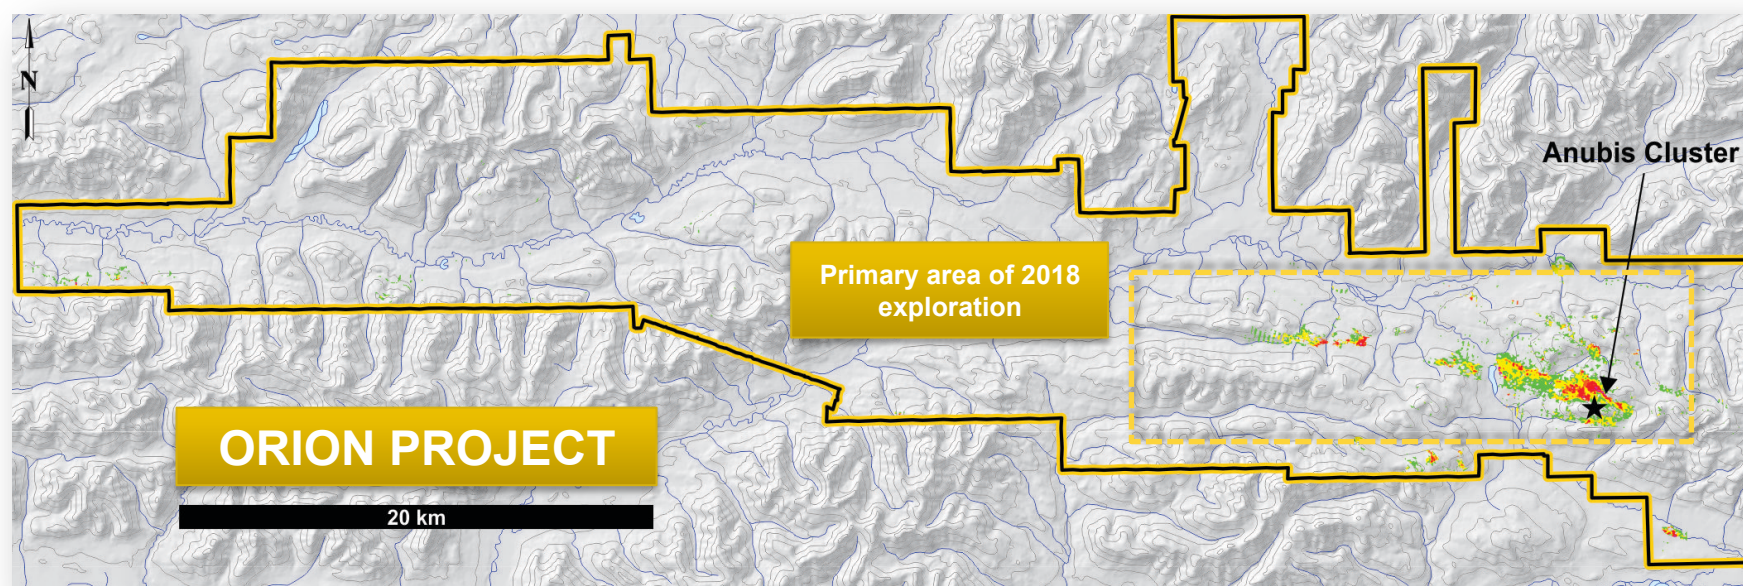 N
Anubis Cluster
Primary area of 2018
exploration
ORION PROJECT
20 km